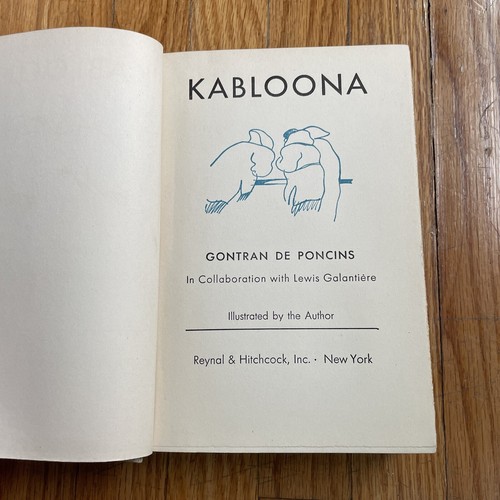 KABLOONA
GONTRAN DE PONCINS
In Collaboration with Lewis Galantière
Illustrated by the Author
Reynal & Hitchcock, Inc. · New York